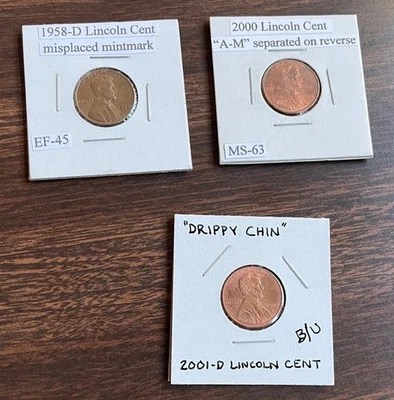 1958-D Lincoln Cent
misplaced mintmark
EF-45
2000 Lincoln Cent
"A-M" separated on reverse
MS-63
"DRIPPY CHIN"
B/U
2001-D LINCOLN CENT